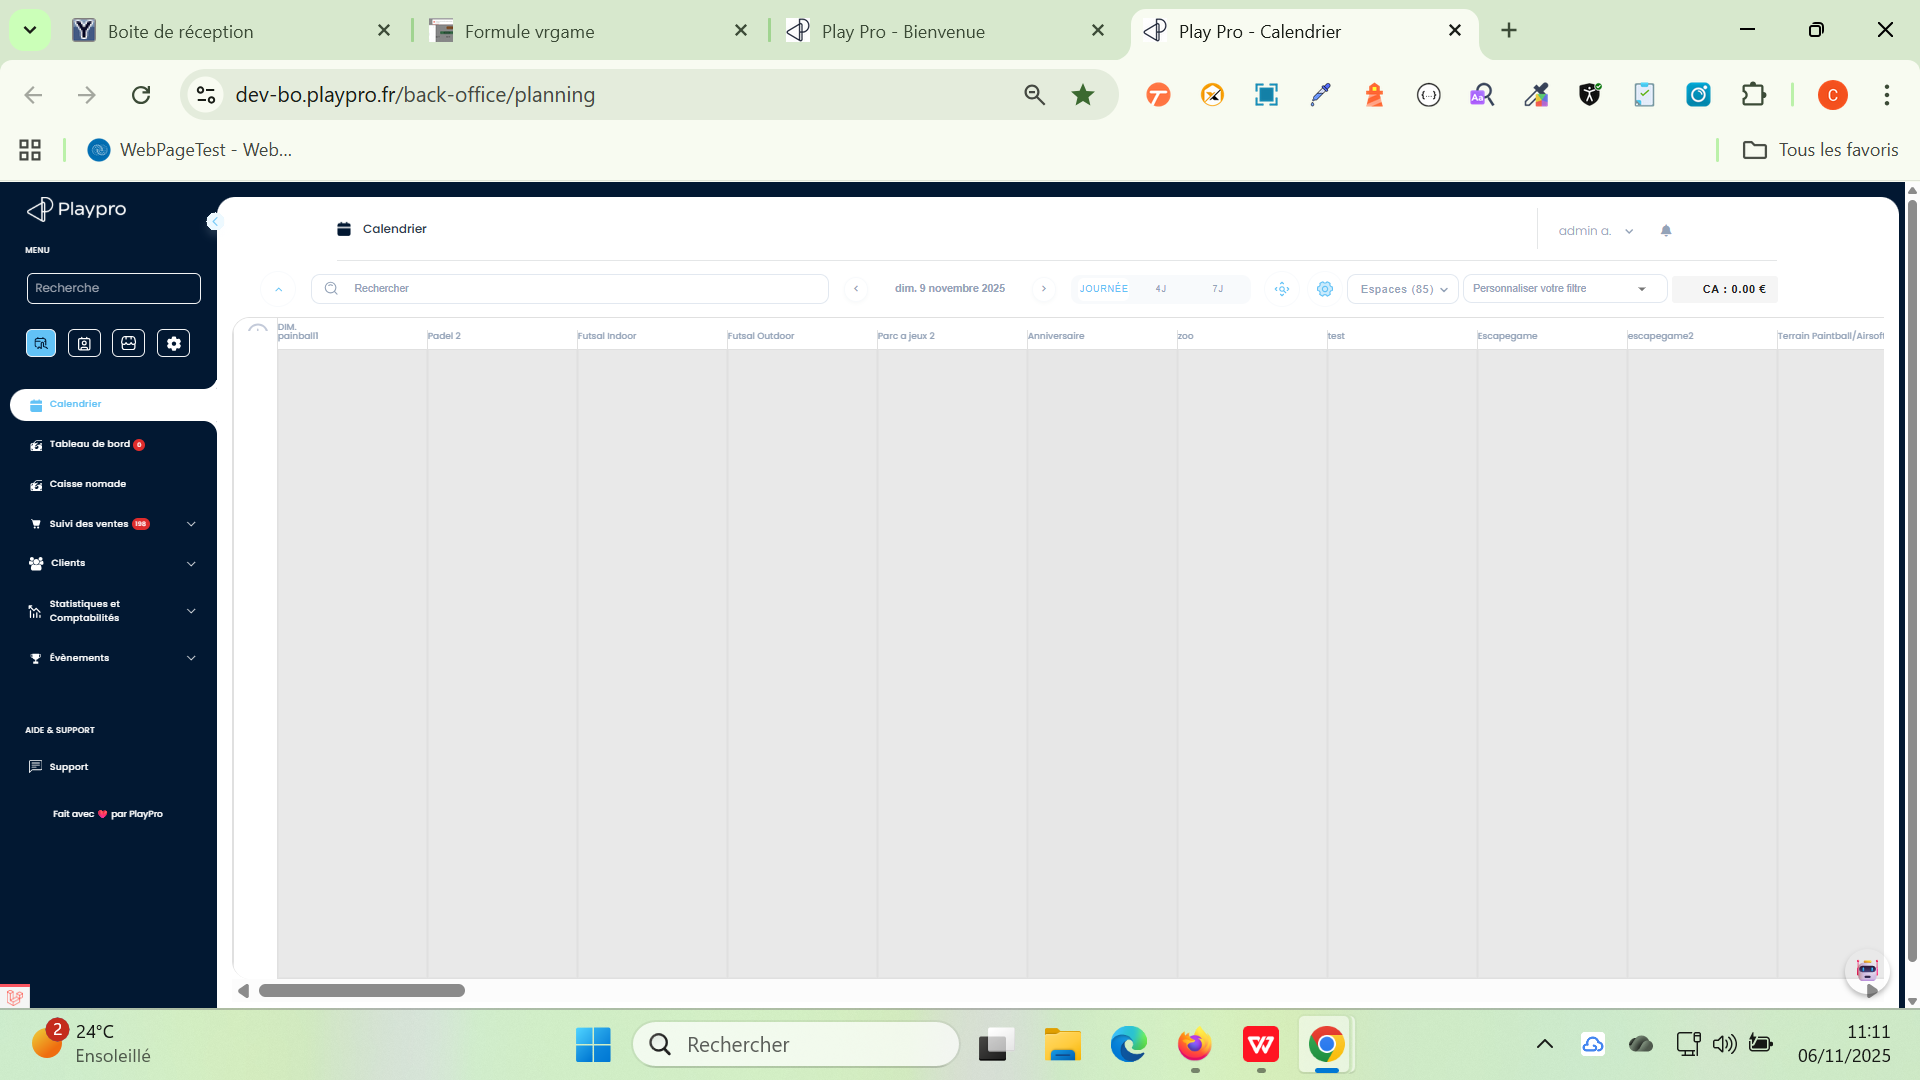 Boite de réception
Formule vrgame
Play Pro - Bienvenue
Play Pro - Calendrier
dev-bo.playpro.fr/back-office/planning
C
WebPageTest - Web...
Tous les favoris
Playpro
MENU
Recherche
Calendrier
Tableau de bord 0
Caisse nomade
Suivi des ventes 198
Clients
Statistiques et
Comptabilités
Évènements
AIDE & SUPPORT
Support
Fait avec ❤ par PlayPro
Calendrier
admin a.
Rechercher
dim. 9 novembre 2025
JOURNÉE 4J 7J
Espaces (85)
Personnaliser votre filtre
CA : 0.00 €
DIM.
painball1 Padel 2 Futsal Indoor Futsal Outdoor Parc a jeux 2 Anniversaire zoo test Escapegame escapegame2 Terrain Paintball/Airsoft
2
24°C
Ensoleillé
Rechercher
11:11
06/11/2025